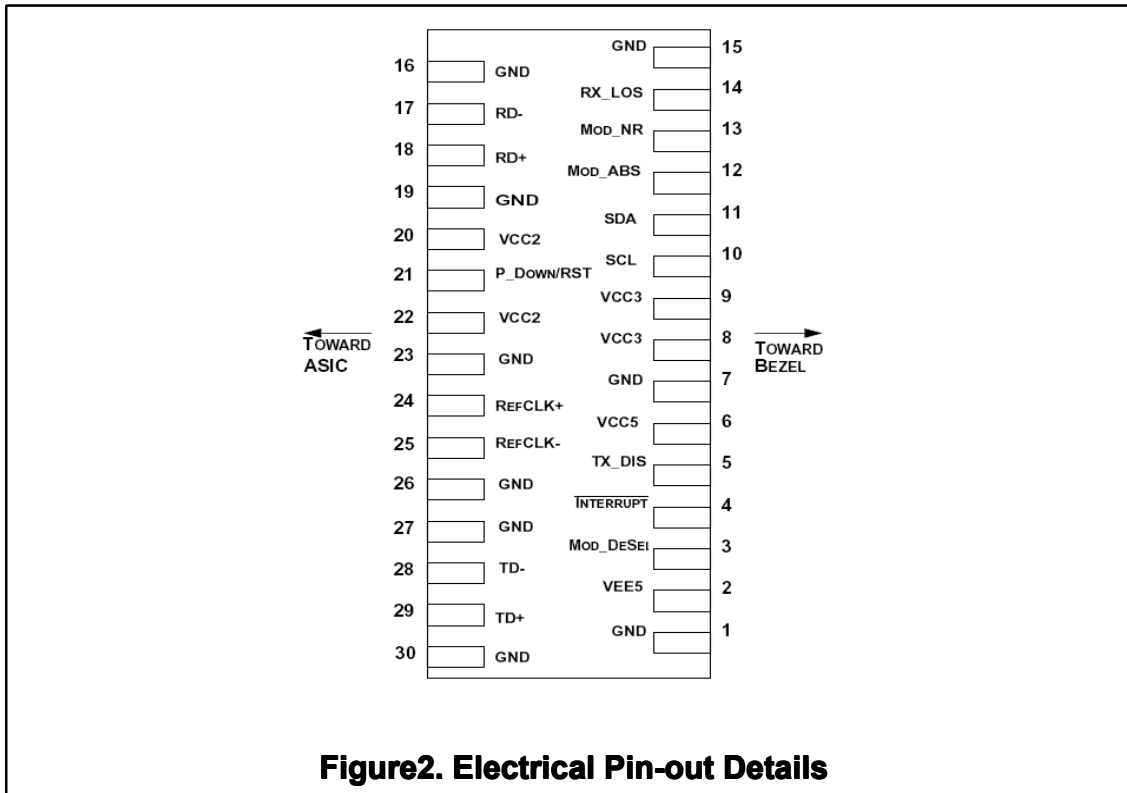 16 GND
17 RD-
18 RD+
19 GND
20 VCC2
21 P_DOWN/RST
22 VCC2
23 GND
24 REFCLK+
25 REFCLK-
26 GND
27 GND
28 TD-
29 TD+
30 GND
TOWARD
ASIC
GND 15
RX_LOS 14
MOD_NR 13
MOD_ABS 12
SDA 11
SCL 10
VCC3 9
VCC3 8
GND 7
VCC5 6
TX_DIS 5
INTERRUPT 4
MOD_DESEL 3
VEE5 2
GND 1
TOWARD
BEZEL
Figure2. Electrical Pin-out Details